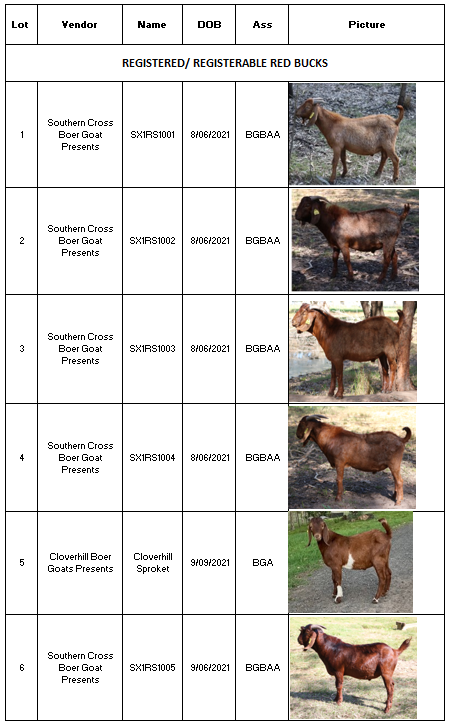 Lot Vendor Name DOB Ass Picture
REGISTERED/ REGISTERABLE RED BUCKS
Southern Cross
1 Boer Goat SX1RS1001 8/06/2021 BGBAA
Presents
Southern Cross
2 Boer Goat SX1RS1002 8/06/2021 BGBAA
Presents
Southern Cross
3 Boer Goat SX1RS1003 8/06/2021 BGBAA
Presents
Southern Cross
4 Boer Goat SX1RS1004 8/06/2021 BGBAA
Presents
5 Cloverhill Boer Cloverhill 9/09/2021 BGA
Goats Presents Sproket
Southern Cross
6 Boer Goat SX1RS1005 9/06/2021 BGBAA
Presents